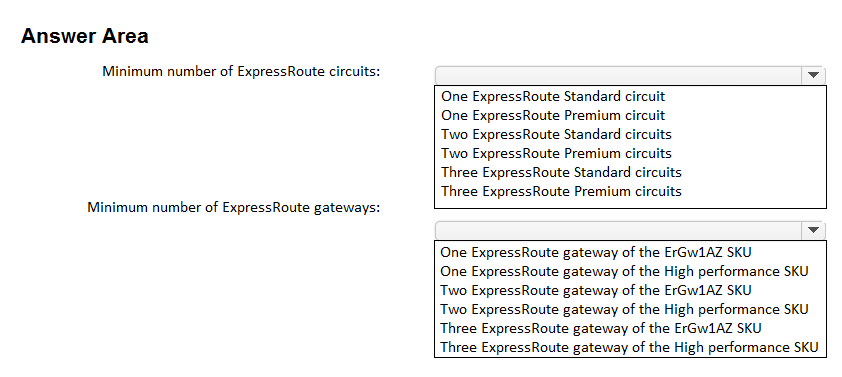 Answer Area
Minimum number of ExpressRoute circuits:
One ExpressRoute Standard circuit
One ExpressRoute Premium circuit
Two ExpressRoute Standard circuits
Two ExpressRoute Premium circuits
Three ExpressRoute Standard circuits
Three ExpressRoute Premium circuits
Minimum number of ExpressRoute gateways:
One ExpressRoute gateway of the ErGw1AZ SKU
One ExpressRoute gateway of the High performance SKU
Two ExpressRoute gateway of the ErGw1AZ SKU
Two ExpressRoute gateway of the High performance SKU
Three ExpressRoute gateway of the ErGw1AZ SKU
Three ExpressRoute gateway of the High performance SKU